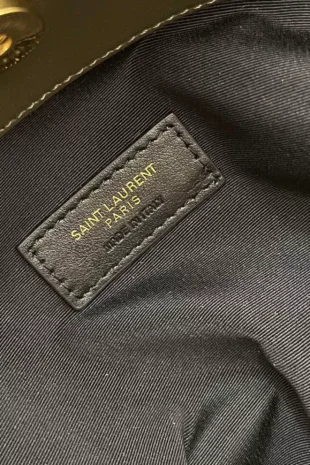 SAINT LAURENT
PARIS
MADE IN ITALY